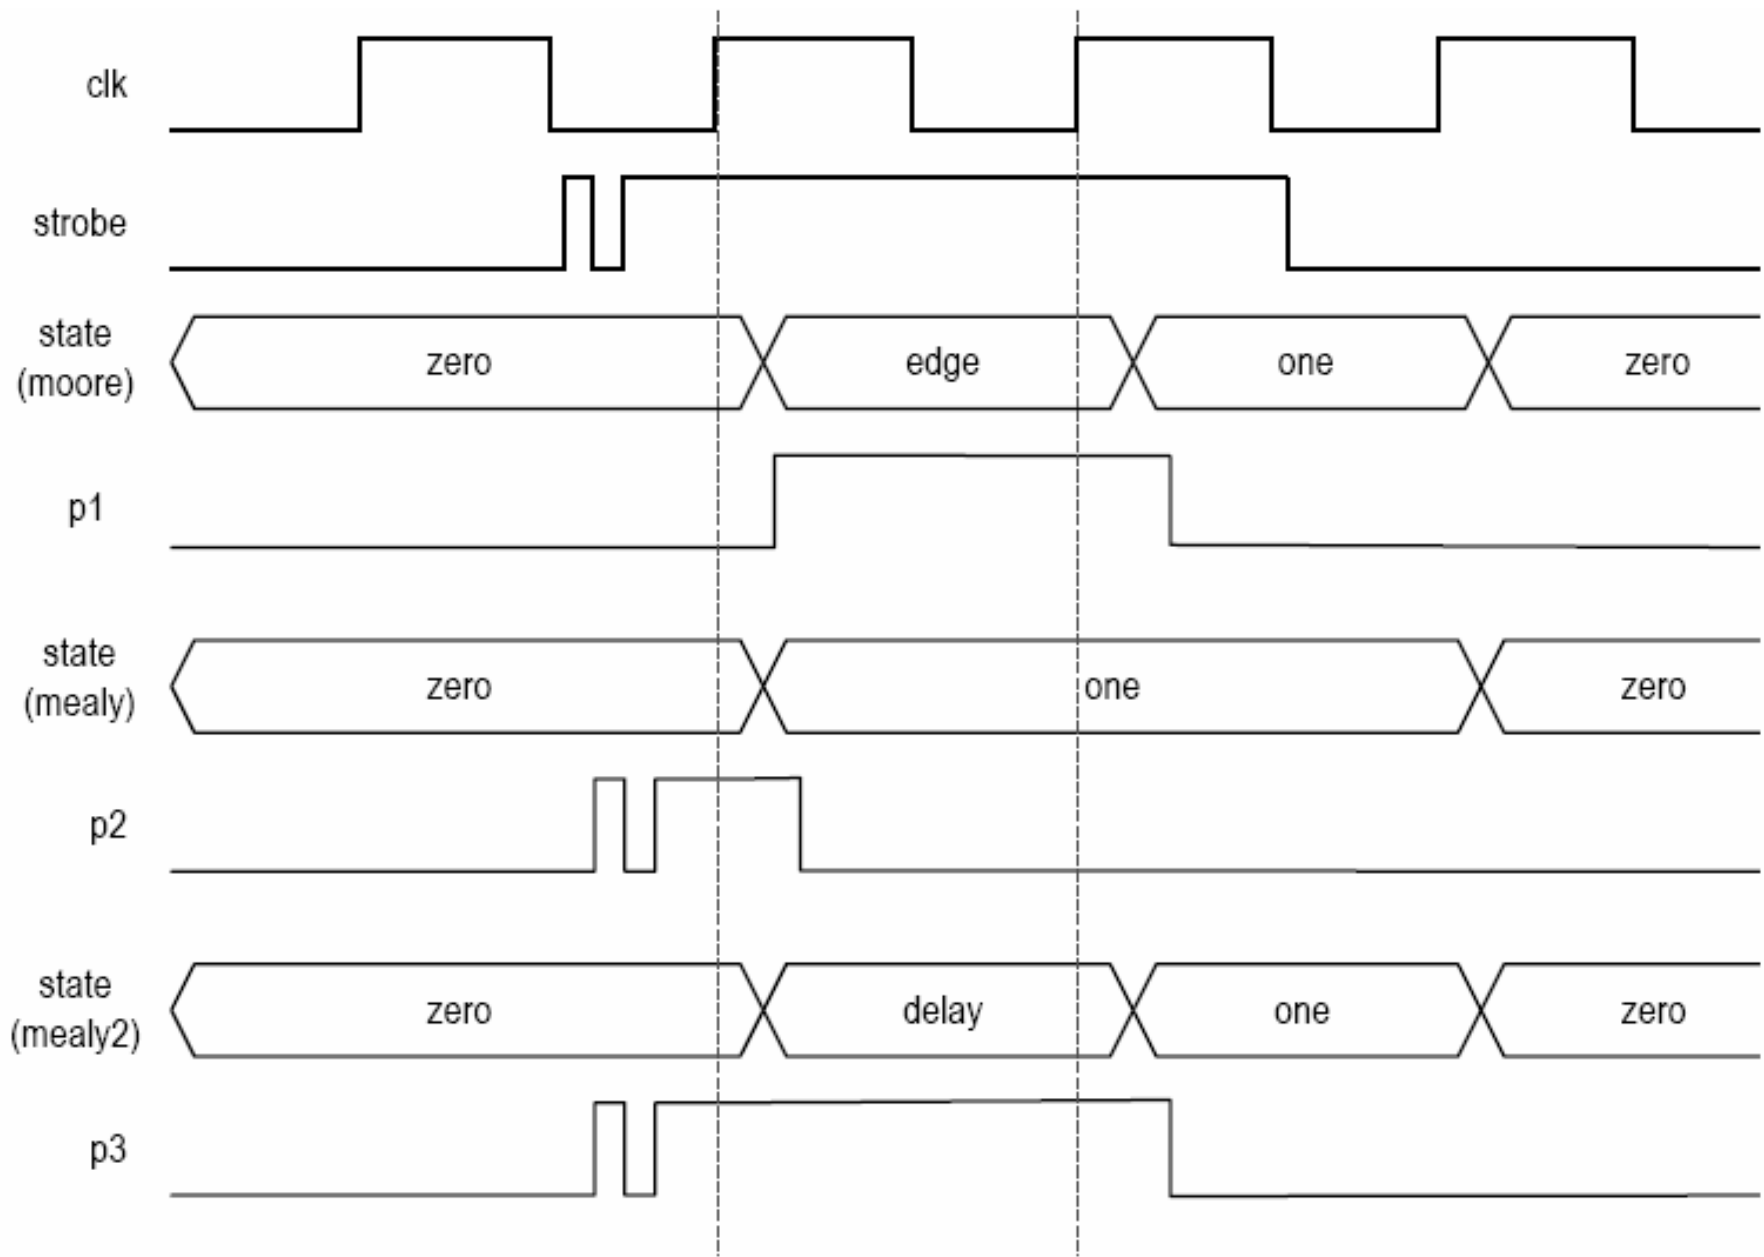 clk
strobe
state
(moore)
zero
edge
one
zero
p1
state
(mealy)
zero
one
zero
p2
state
(mealy2)
zero
delay
one
zero
p3